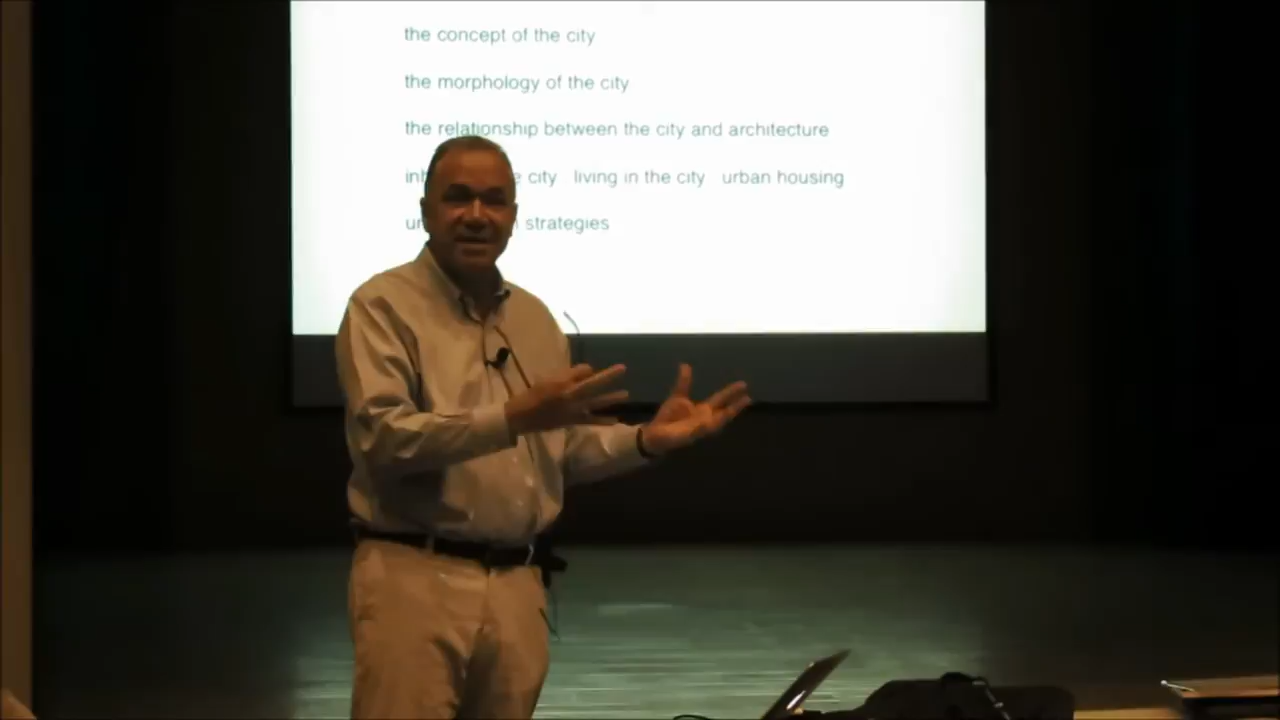 the concept of the city
the morphology of the city
the relationship between the city and architecture
city living in the city urban housing
strategies